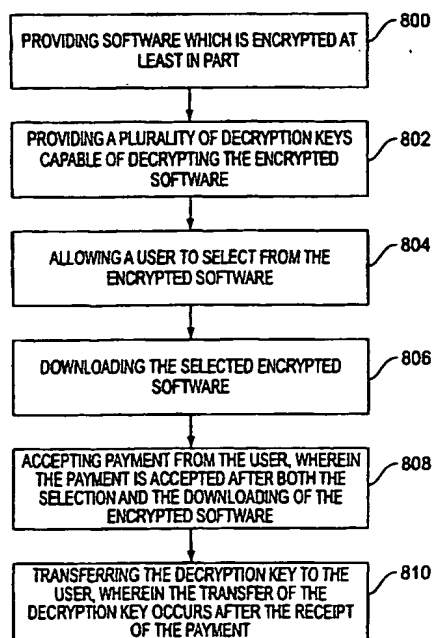 800
PROVIDING SOFTWARE WHICH IS ENCRYPTED AT
LEAST IN PART
802
PROVIDING A PLURALITY OF DECRYPTION KEYS
CAPABLE OF DECRYPTING THE ENCRYPTED
SOFTWARE
804
ALLOWING A USER TO SELECT FROM THE
ENCRYPTED SOFTWARE
806
DOWNLOADING THE SELECTED ENCRYPTED
SOFTWARE
808
ACCEPTING PAYMENT FROM THE USER, WHEREIN
THE PAYMENT IS ACCEPTED AFTER BOTH THE
SELECTION AND THE DOWNLOADING OF THE
ENCRYPTED SOFTWARE
810
TRANSFERRING THE DECRYPTION KEY TO THE
USER, WHEREIN THE TRANSFER OF THE
DECRYPTION KEY OCCURS AFTER THE RECEIPT
OF THE PAYMENT